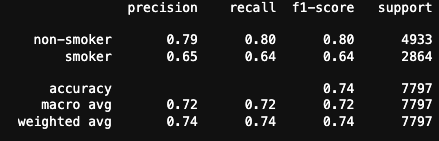 precision recall f1-score support
non-smoker 0.79 0.80 0.80 4933
smoker 0.65 0.64 0.64 2864
accuracy 0.74 7797
macro avg 0.72 0.72 0.72 7797
weighted avg 0.74 0.74 0.74 7797